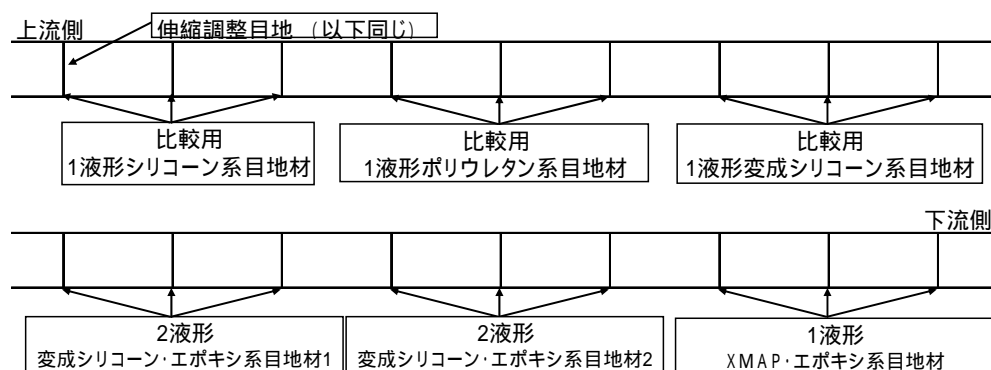 上流側
伸縮調整目地 (以下同じ)
比較用
1液形シリコーン系目地材
比較用
1液形ポリウレタン系目地材
比較用
1液形変成シリコーン系目地材
下流側
2液形
変成シリコーン・エポキシ系目地材1
2液形
変成シリコーン・エポキシ系目地材2
1液形
XMAP・エポキシ系目地材